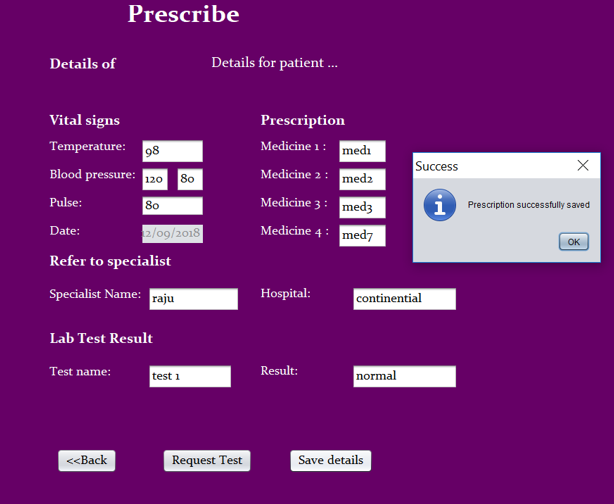 Prescribe
Details of Details for patient ...
Vital signs Prescription
Temperature: 98 Medicine 1 : med1
Blood pressure: 120 80 Medicine 2 : med2
Pulse: 80 Medicine 3 : med3
Date: 12/09/2018 Medicine 4 : med7
Success
Prescription successfully saved
OK
Refer to specialist
Specialist Name: raju Hospital: continential
Lab Test Result
Test name: test 1 Result: normal
<<Back Request Test Save details